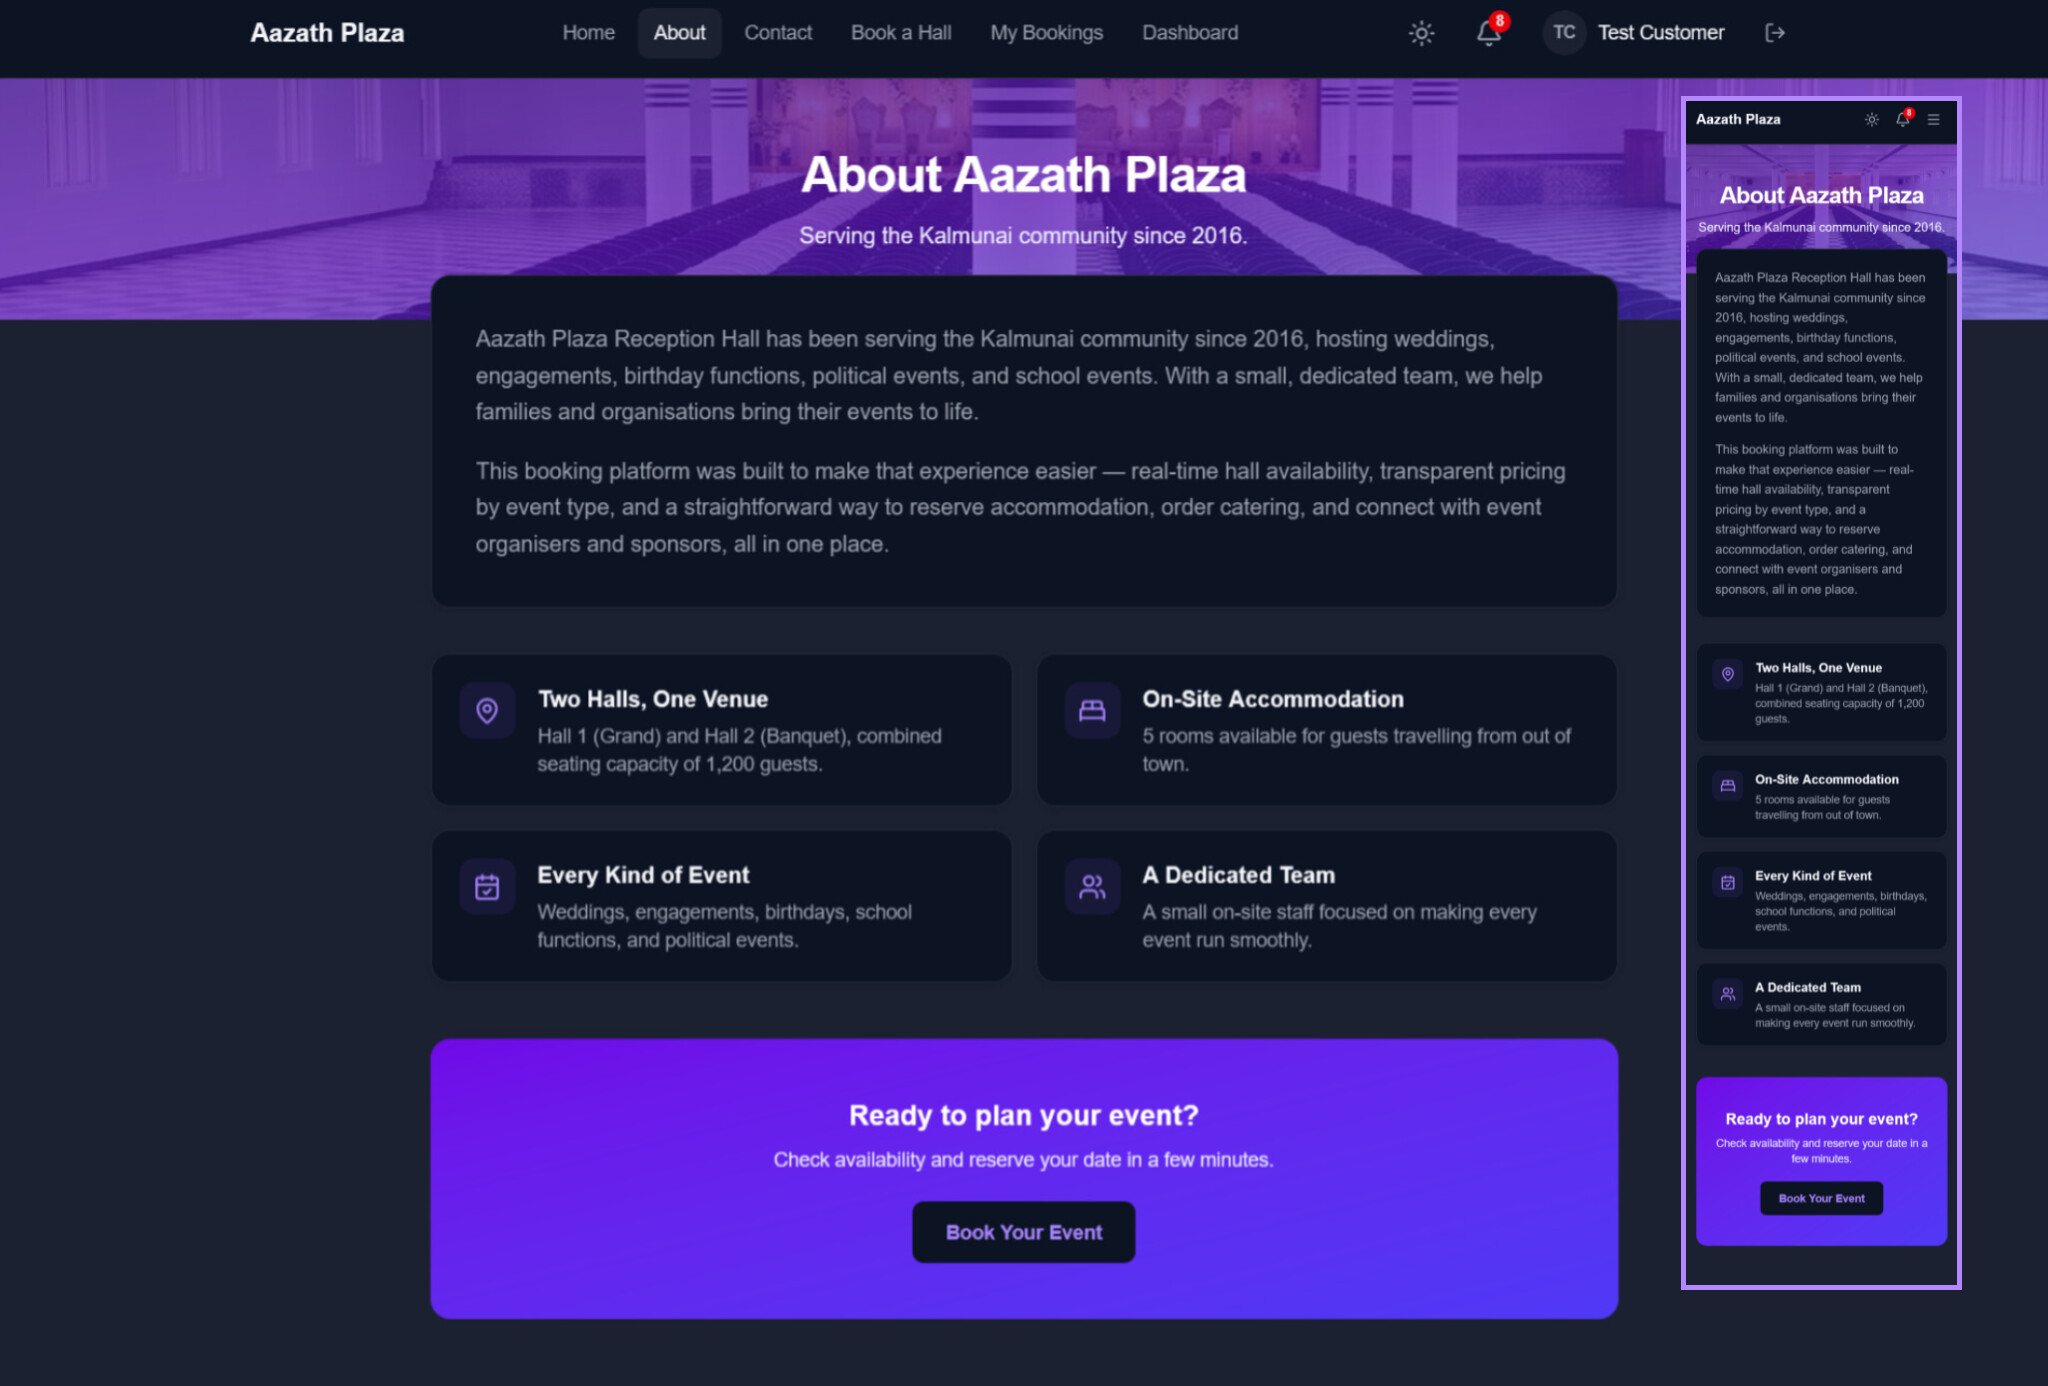 Aazath Plaza
Home
About
Contact
Book a Hall
My Bookings
Dashboard
8
TC
Test Customer
About Aazath Plaza
Serving the Kalmunai community since 2016.
Aazath Plaza Reception Hall has been serving the Kalmunai community since 2016, hosting weddings,
engagements, birthday functions, political events, and school events. With a small, dedicated team, we help
families and organisations bring their events to life.
This booking platform was built to make that experience easier — real-time hall availability, transparent pricing
by event type, and a straightforward way to reserve accommodation, order catering, and connect with event
organisers and sponsors, all in one place.
Two Halls, One Venue
Hall 1 (Grand) and Hall 2 (Banquet), combined
seating capacity of 1,200 guests.
On-Site Accommodation
5 rooms available for guests travelling from out of
town.
Every Kind of Event
Weddings, engagements, birthdays, school
functions, and political events.
A Dedicated Team
A small on-site staff focused on making every
event run smoothly.
Ready to plan your event?
Check availability and reserve your date in a few minutes.
Book Your Event
Aazath Plaza
8
About Aazath Plaza
Serving the Kalmunai community since 2016.
Aazath Plaza Reception Hall has been
serving the Kalmunai community since
2016, hosting weddings,
engagements, birthday functions,
political events, and school events.
With a small, dedicated team, we help
families and organisations bring their
events to life.
This booking platform was built to
make that experience easier — real-
time hall availability, transparent
pricing by event type, and a
straightforward way to reserve
accommodation, order catering, and
connect with event organisers and
sponsors, all in one place.
Two Halls, One Venue
Hall 1 (Grand) and Hall 2 (Banquet),
combined seating capacity of 1,200
guests.
On-Site Accommodation
5 rooms available for guests
travelling from out of town.
Every Kind of Event
Weddings, engagements, birthdays,
school functions, and political
events.
A Dedicated Team
A small on-site staff focused on
making every event run smoothly.
Ready to plan your event?
Check availability and reserve your date in a
few minutes.
Book Your Event